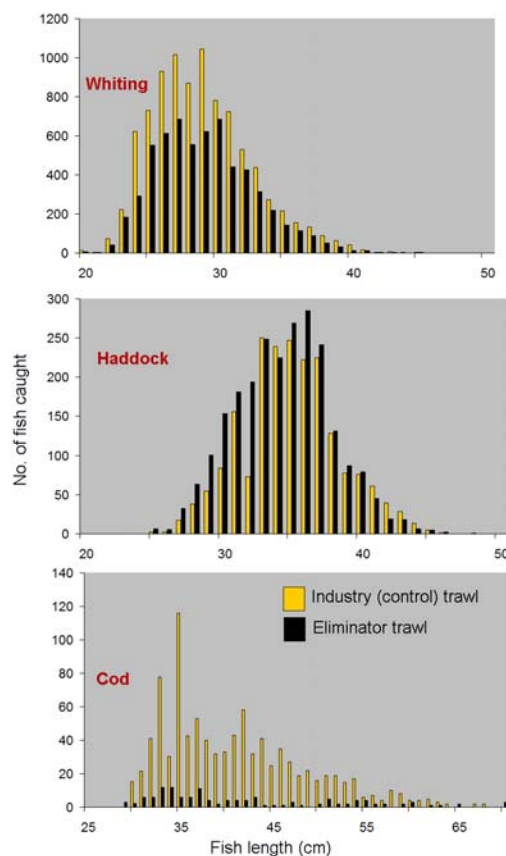 1200
1000
800
600
400
200
0
Whiting
20 30 40 50
No. of fish caught
300
250
200
150
100
50
0
Haddock
20 30 40 50
140
120
100
80
60
40
20
0
Industry (control) trawl
Eliminator trawl
Cod
25 35 45 55 65
Fish length (cm)